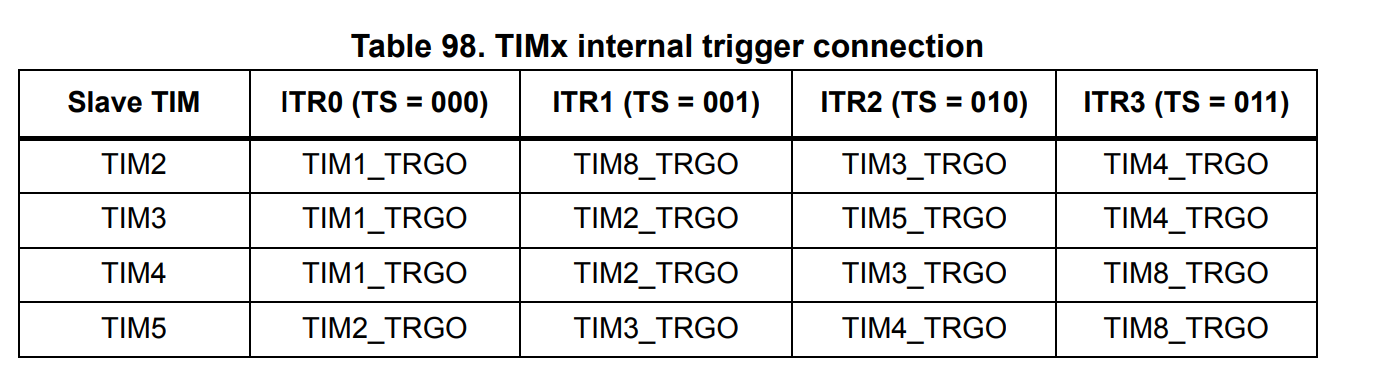 Table 98. TIMx internal trigger connection
Slave TIM ITR0 (TS = 000) ITR1 (TS = 001) ITR2 (TS = 010) ITR3 (TS = 011)
TIM2 TIM1_TRGO TIM8_TRGO TIM3_TRGO TIM4_TRGO
TIM3 TIM1_TRGO TIM2_TRGO TIM5_TRGO TIM4_TRGO
TIM4 TIM1_TRGO TIM2_TRGO TIM3_TRGO TIM8_TRGO
TIM5 TIM2_TRGO TIM3_TRGO TIM4_TRGO TIM8_TRGO